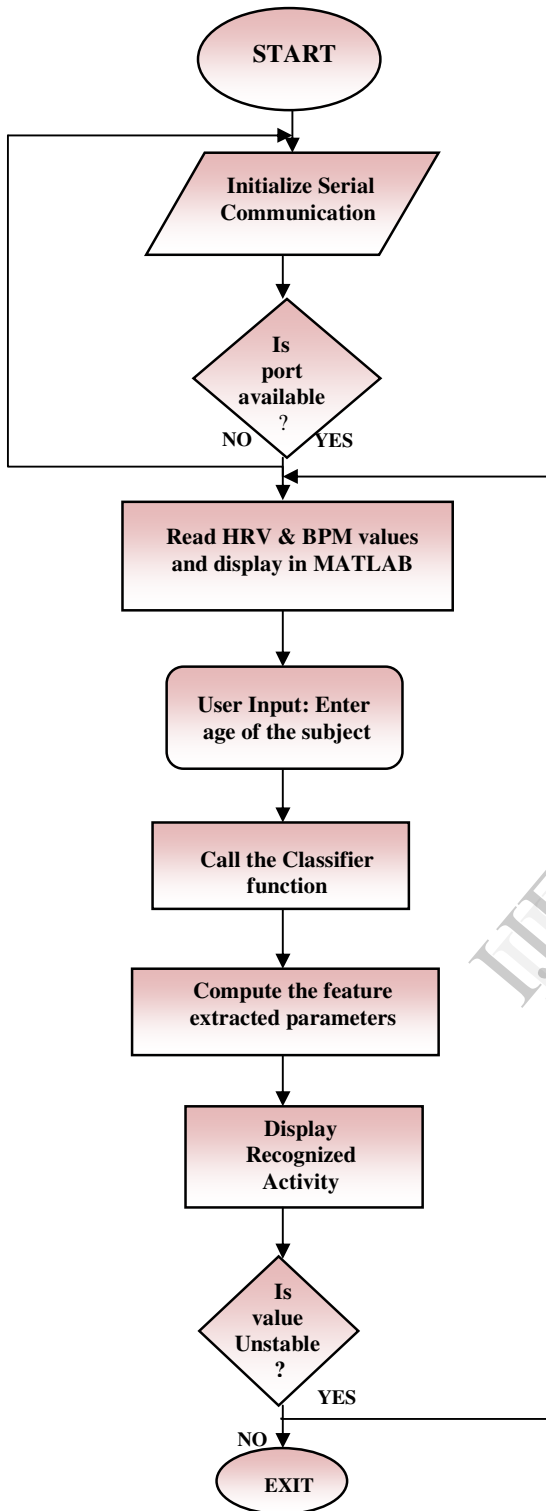 START
Initialize Serial
Communication
Is
port
available
?
NO YES
Read HRV & BPM values
and display in MATLAB
User Input: Enter
age of the subject
Call the Classifier
function
Compute the feature
extracted parameters
Display
Recognized
Activity
Is
value
Unstable
?
YES
NO
EXIT